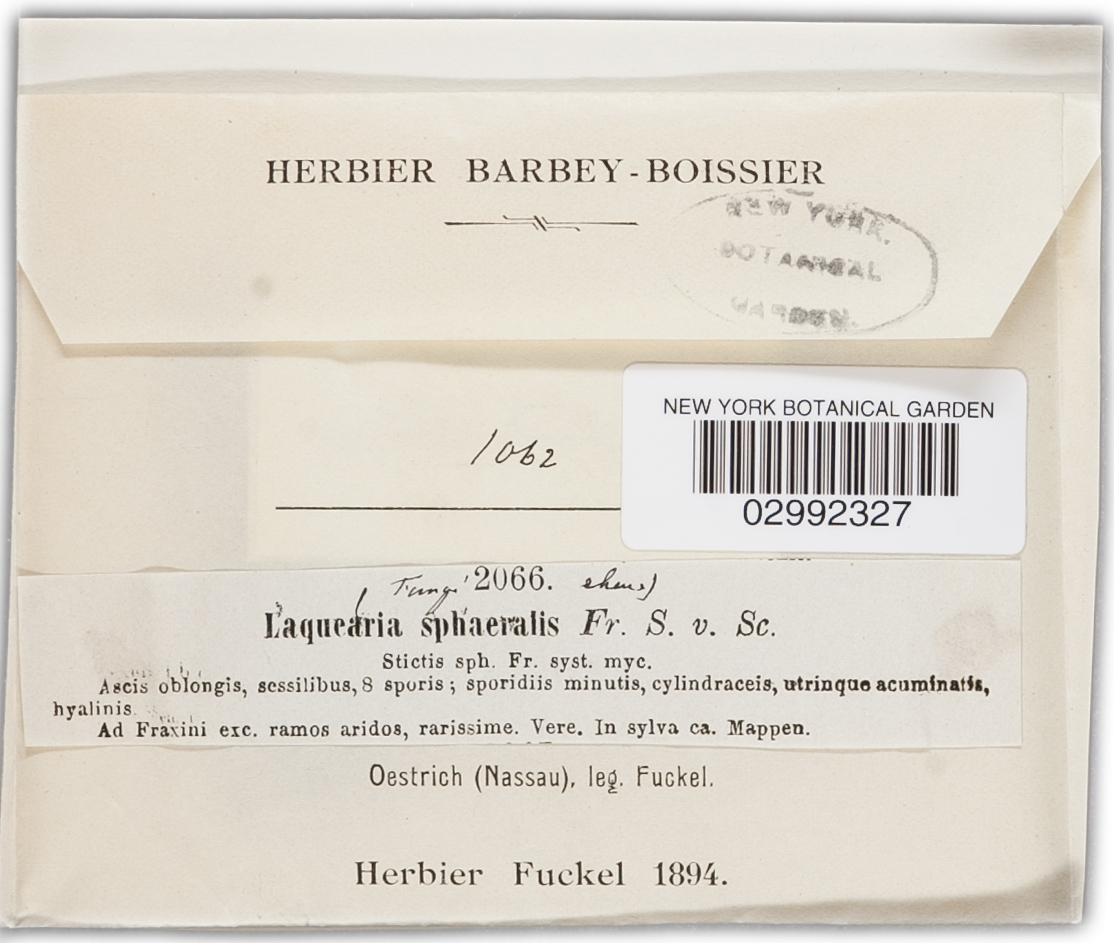 HERBIER BARBEY-BOISSIER
NEW YORK
BOTANICAL
GARDEN.
NEW YORK BOTANICAL GARDEN
02992327
1062
(Fungi 2066. rhen.)
Laquearia sphaeralis Fr. S. v. Sc.
Stictis sph. Fr. syst. myc.
Ascis oblongis, sessilibus, 8 sporis; sporidiis minutis, cylindraceis, utrinque acuminatis,
hyalinis.
Ad Fraxini exc. ramos aridos, rarissime. Vere. In sylva ca. Mappen.
Oestrich (Nassau), leg. Fuckel.
Herbier Fuckel 1894.